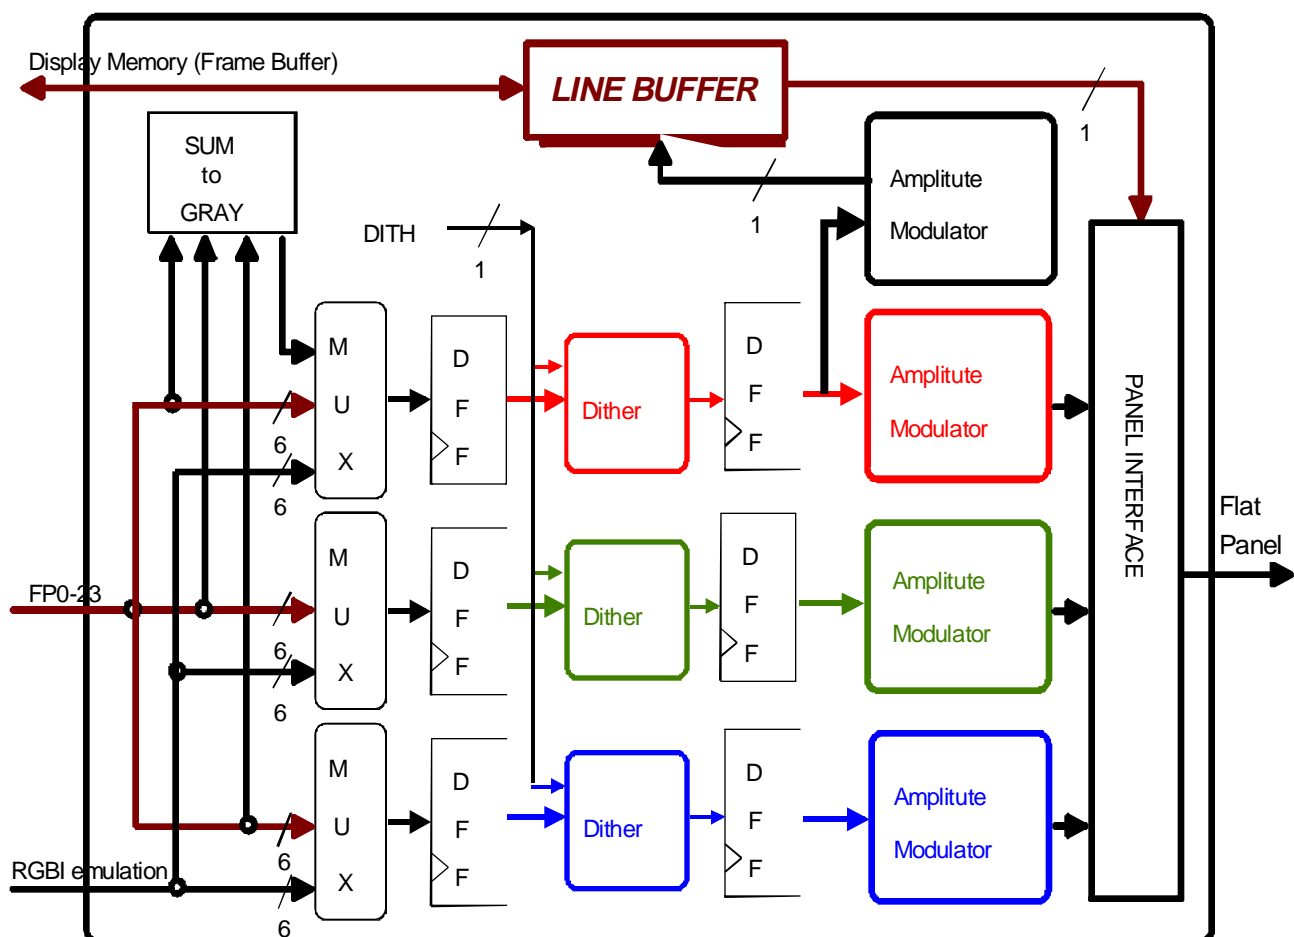 Display Memory (Frame Buffer)
LINE BUFFER
1
SUM
to
GRAY
Amplitute
Modulator
1
DITH
1
M
U
X
6
6
D
F
F
Dither
D
F
F
Amplitute
Modulator
PANEL INTERFACE
Flat
Panel
FP0-23
M
U
X
6
6
D
F
F
Dither
D
F
F
Amplitute
Modulator
RGBI emulation
M
U
X
6
6
D
F
F
Dither
D
F
F
Amplitute
Modulator